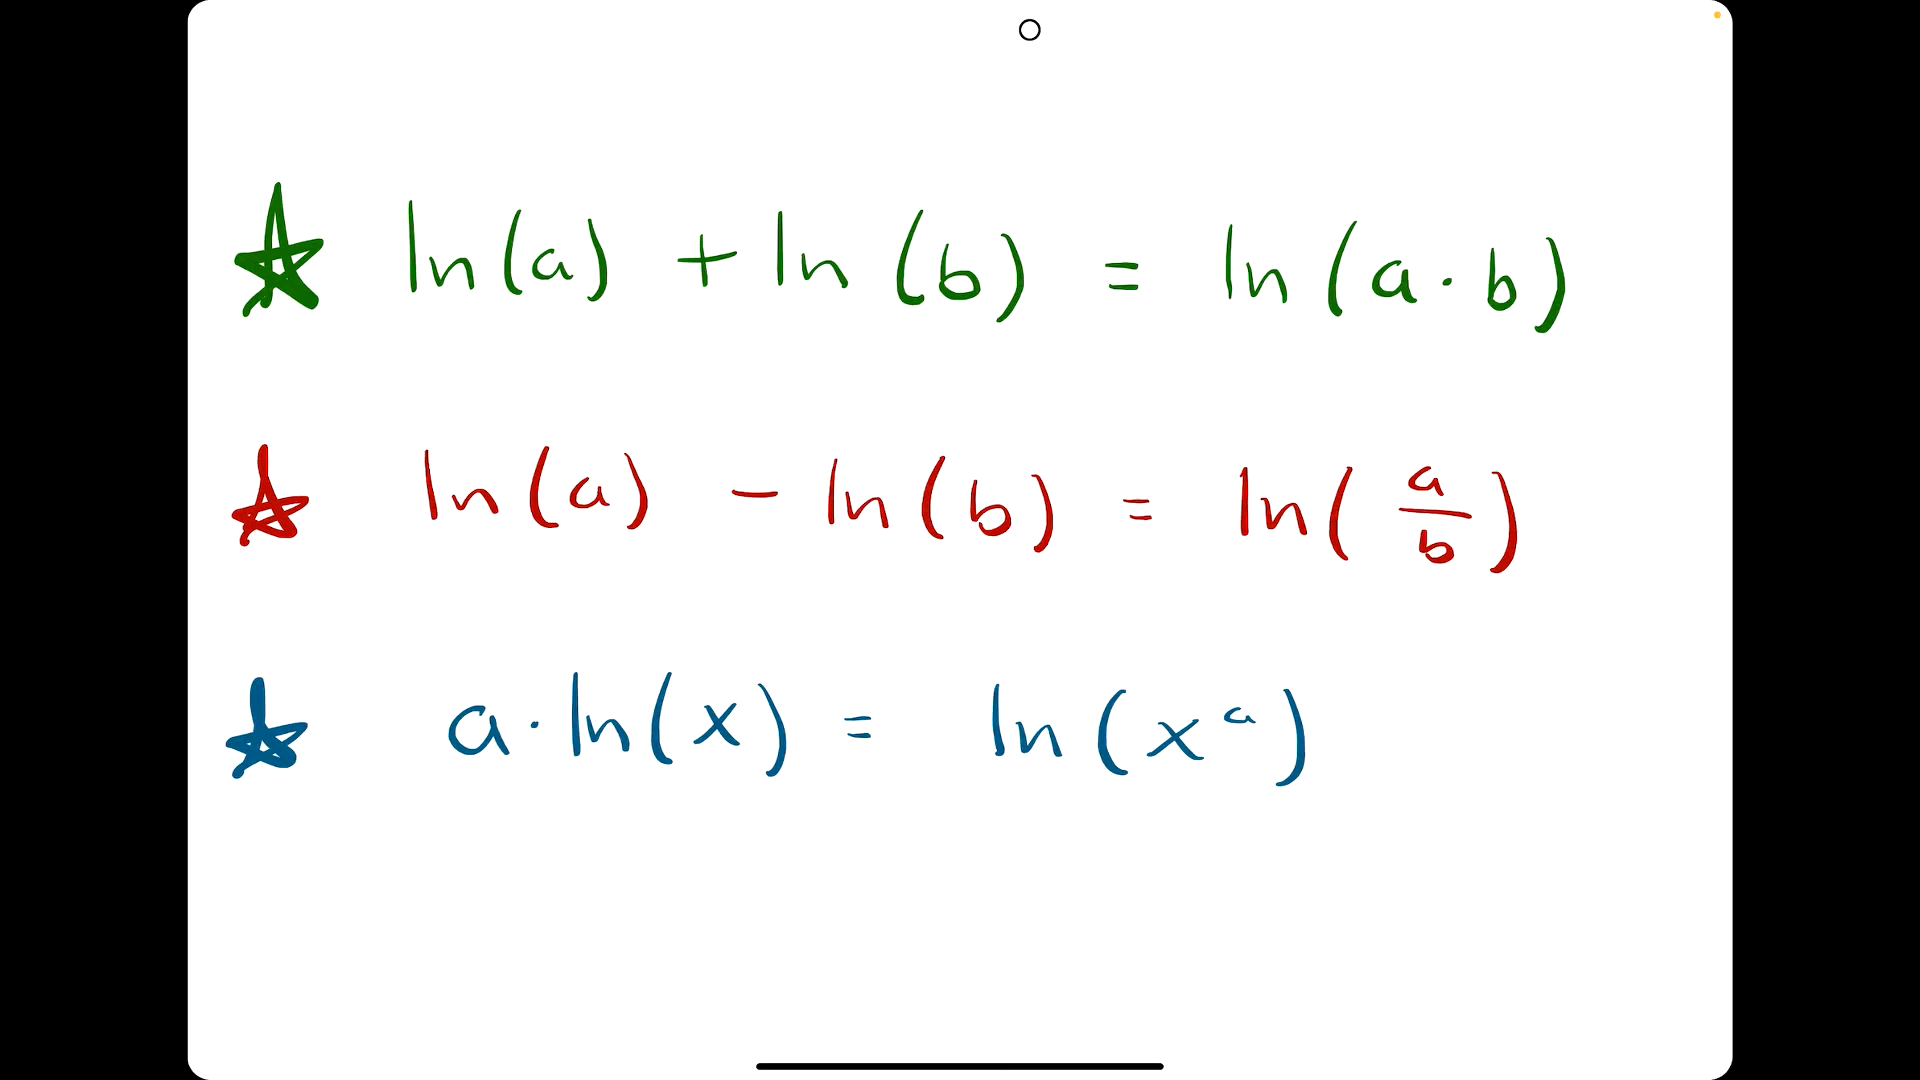 ln(a) + ln(b) = ln(a·b)
ln(a) - ln(b) = ln(a/b)
a·ln(x) = ln(x^a)